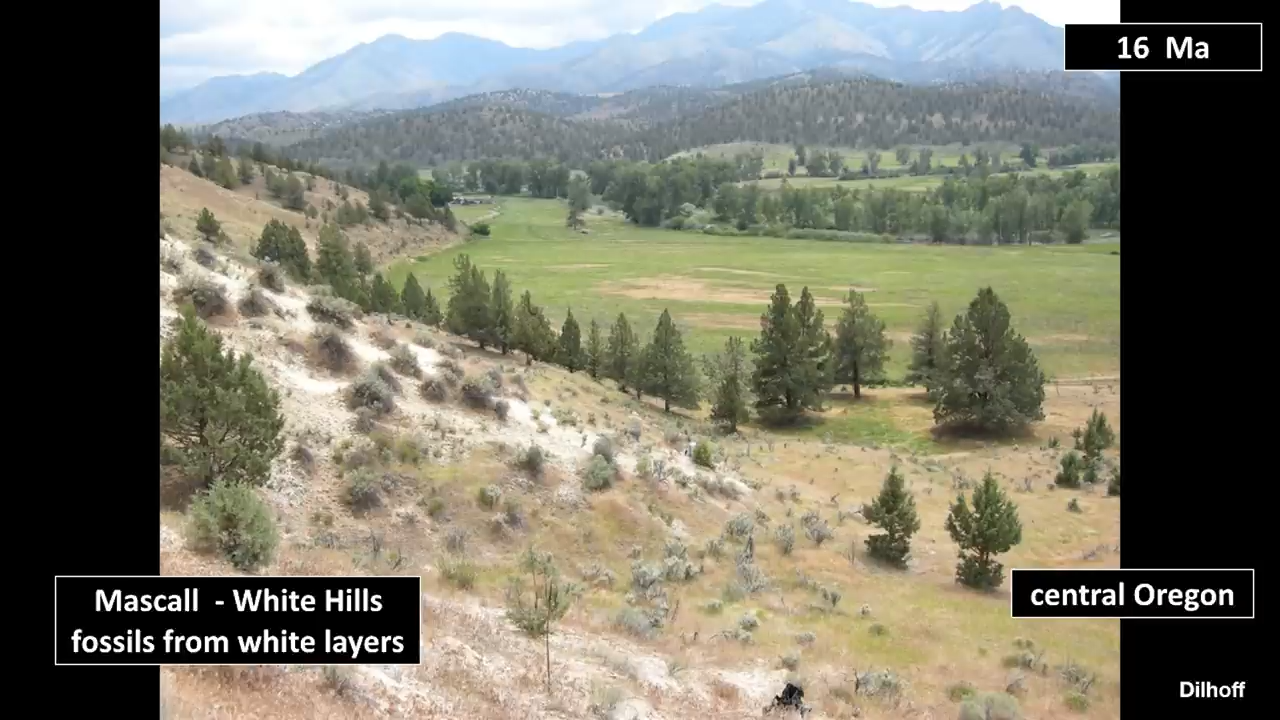 16 Ma
Mascall - White Hills
fossils from white layers
central Oregon
Dilhoff